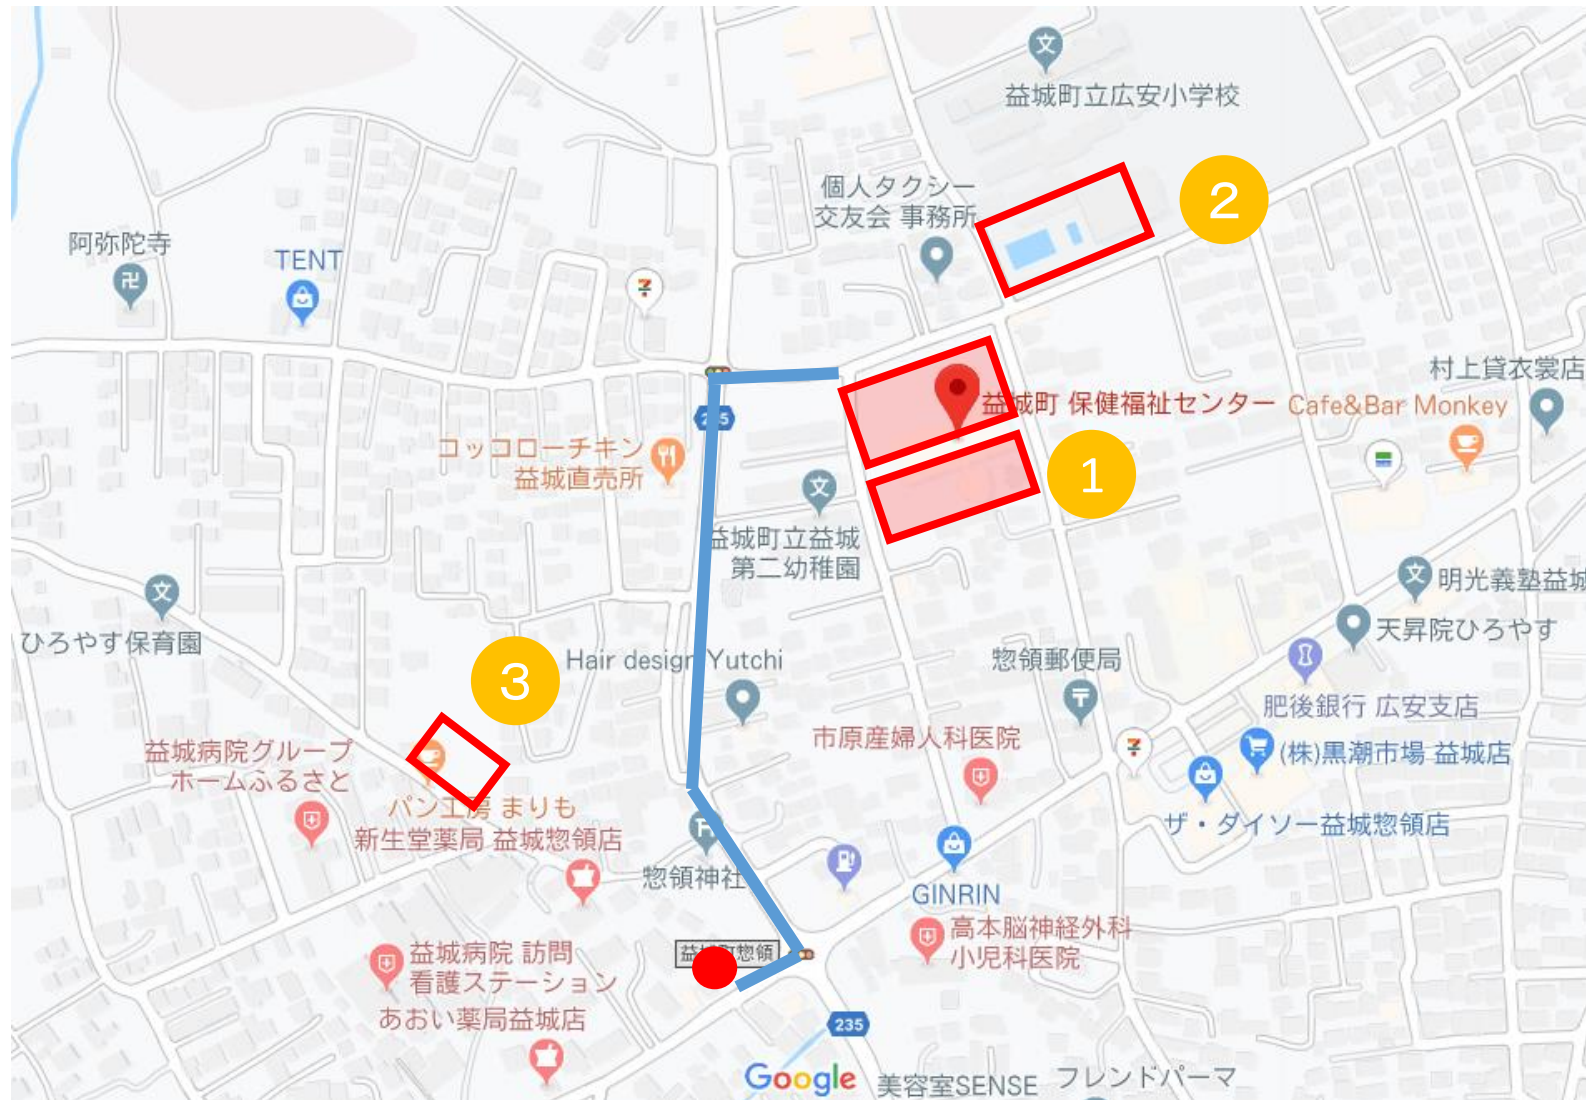 益城町立広安小学校
個人タクシー
交友会 事務所
2
阿弥陀寺
TENT
村上貸衣裳店
益城町 保健福祉センター
Cafe&Bar Monkey
コッコローチキン
益城直売所
1
益城町立益城
第二幼稚園
明光義塾益城
天昇院ひろやす
ひろやす保育園
3
Hair design Yutchi
惣領郵便局
肥後銀行 広安支店
市原産婦人科医院
(株)黒潮市場 益城店
益城病院グループ
ホームふるさと
パン工房 まりも
新生堂薬局 益城惣領店
ザ・ダイソー益城惣領店
惣領神社
GINRIN
高本脳神経外科
小児科医院
益城病院 訪問
看護ステーション
あおい薬局益城店
235
Google
美容室SENSE
フレンドパーマ